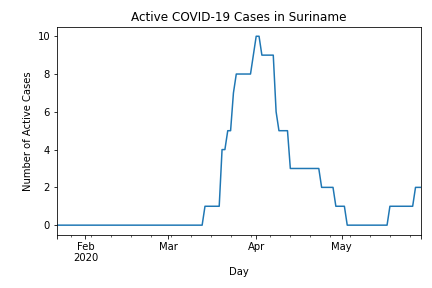 Active COVID-19 Cases in Suriname
Number of Active Cases
10
8
6
4
2
0
Feb Mar Apr May
2020
Day